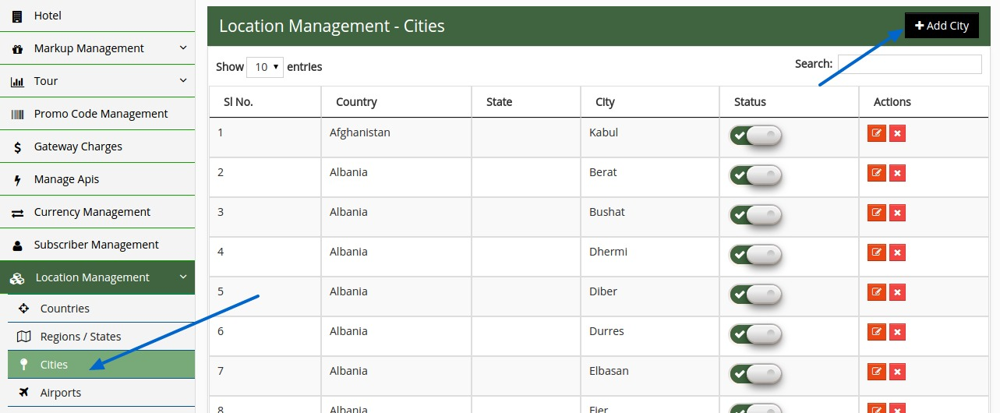 Hotel
Markup Management
Tour
Promo Code Management
Gateway Charges
Manage Apis
Currency Management
Subscriber Management
Location Management
Countries
Regions / States
Cities
Airports
Location Management - Cities
Add City
Show 10 entries
Search:
Sl No. Country State City Status Actions
1 Afghanistan Kabul
2 Albania Berat
3 Albania Bushat
4 Albania Dhermi
5 Albania Diber
6 Albania Durres
7 Albania Elbasan
8 Albania Fier